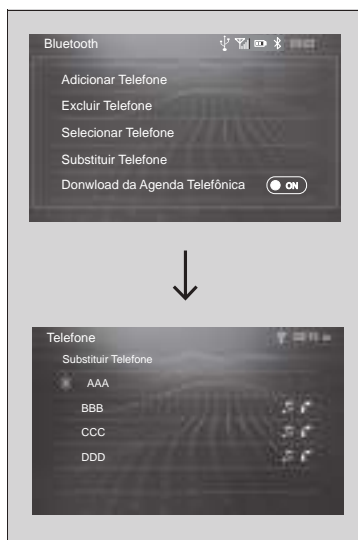 Bluetooth
Adicionar Telefone
Excluir Telefone
Selecionar Telefone
Substituir Telefone
Donwload da Agenda Telefônica ON
Telefone
Substituir Telefone
AAA
BBB
CCC
DDD